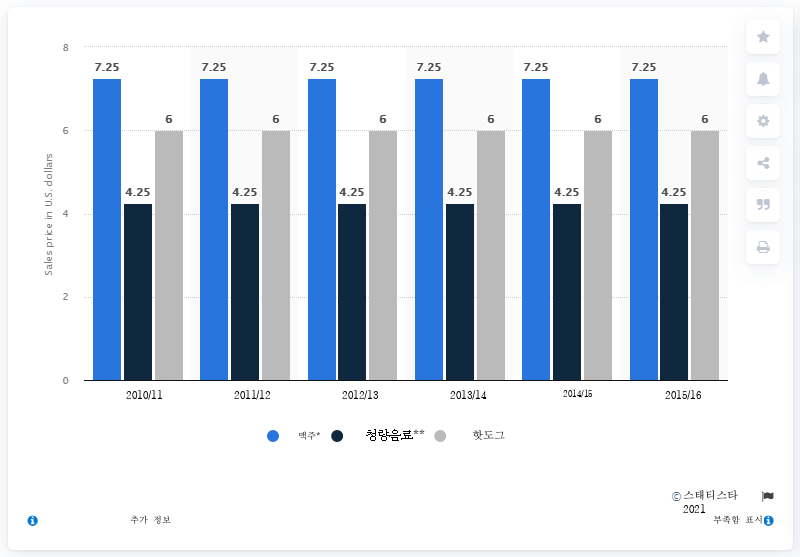 8
7.25 7.25 7.25 7.25 7.25 7.25
6 6 6 6 6 6 6
4.25 4.25 4.25 4.25 4.25 4.25
4
2
0
Sales price in U.S. dollars
2010/11 2011/12 2012/13 2013/14 2014/15 2015/16
맥주* 청량음료** 핫도그
© 스태티스타
2021
추가 정보 부족함 표시